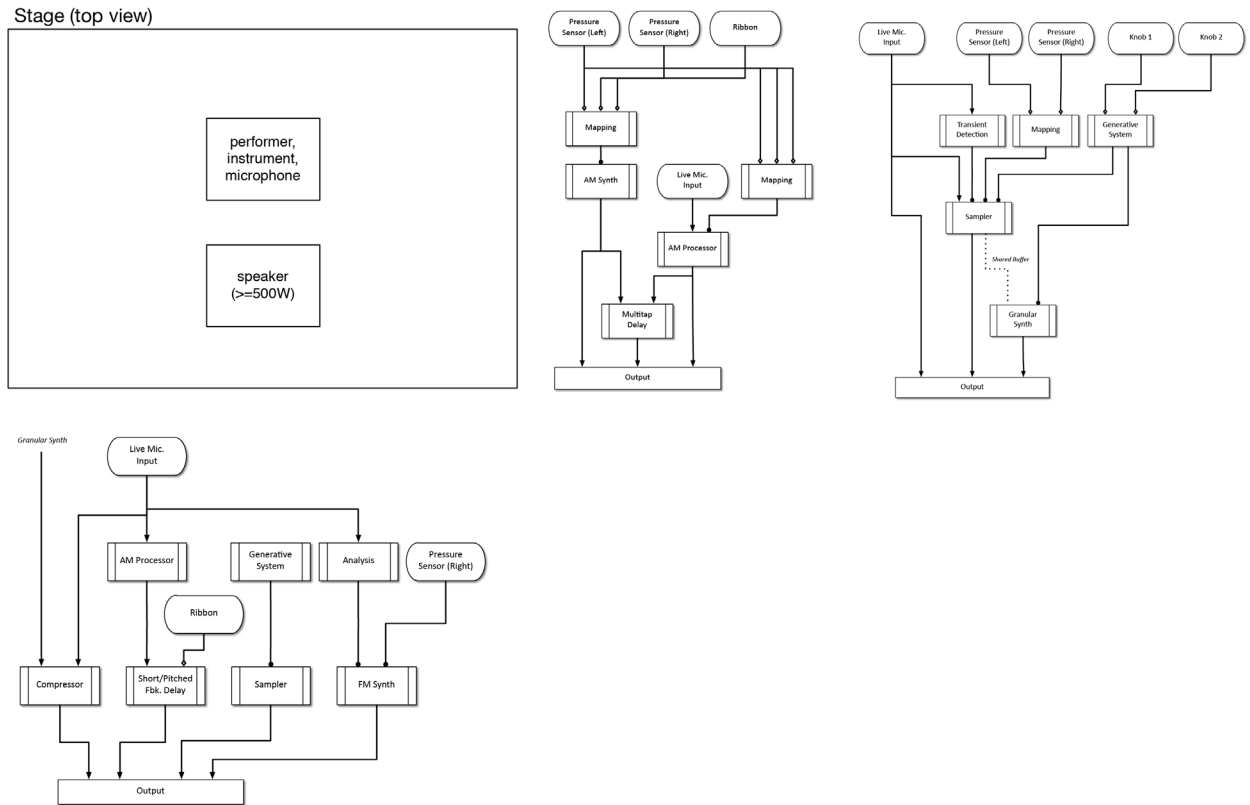 Stage (top view)
performer,
instrument,
microphone
speaker
(>=500W)
Pressure
Sensor (Left)
Pressure
Sensor (Right)
Ribbon
Mapping
AM Synth
Live Mic.
Input
Mapping
AM Processor
Multitap
Delay
Output
Live Mic.
Input
Pressure
Sensor (Left)
Pressure
Sensor (Right)
Knob 1
Knob 2
Transient
Detection
Mapping
Generative
System
Sampler
Shared Buffer
Granular
Synth
Output
Granular Synth
Live Mic.
Input
AM Processor
Generative
System
Analysis
Pressure
Sensor (Right)
Ribbon
Compressor
Short/Pitched
Fbk. Delay
Sampler
FM Synth
Output